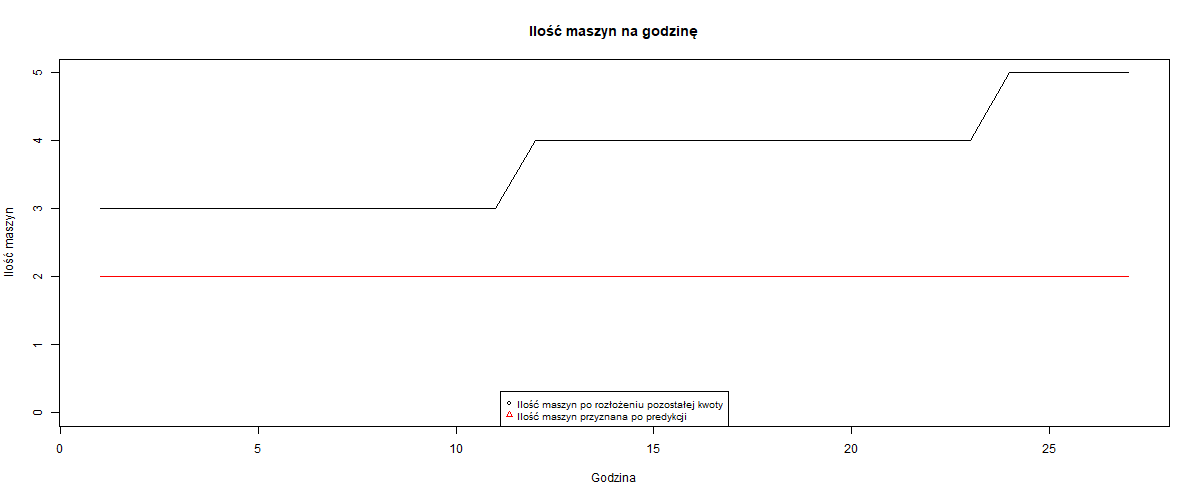 Ilość maszyn na godzinę
Ilość maszyn
5
4
3
2
1
0
Ilość maszyn po rozłożeniu pozostałej kwoty
Ilość maszyn przyznana po predykcji
0 5 10 15 20 25
Godzina